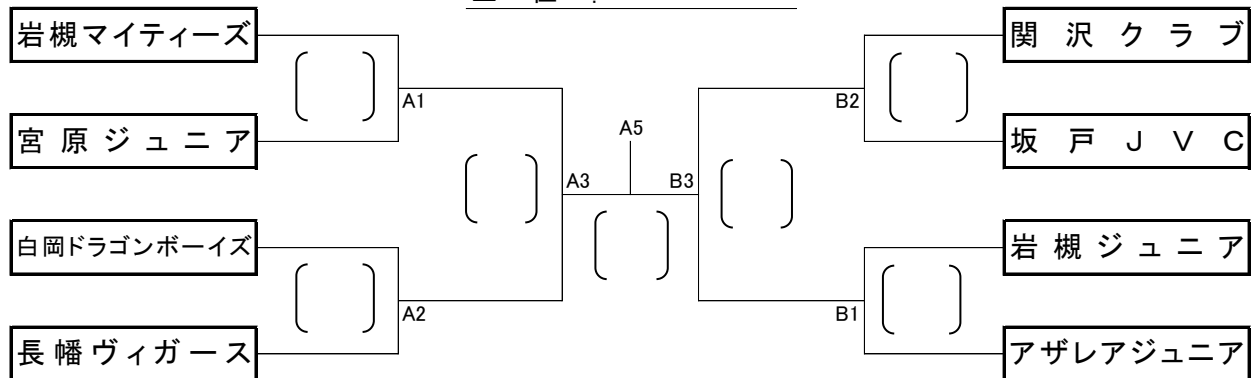 岩槻マイティーズ
関沢クラブ
A1
B2
宮原ジュニア
A5
坂戸JVC
A3
B3
白岡ドラゴンボーイズ
岩槻ジュニア
A2
B1
長幡ヴィガース
アザレアジュニア